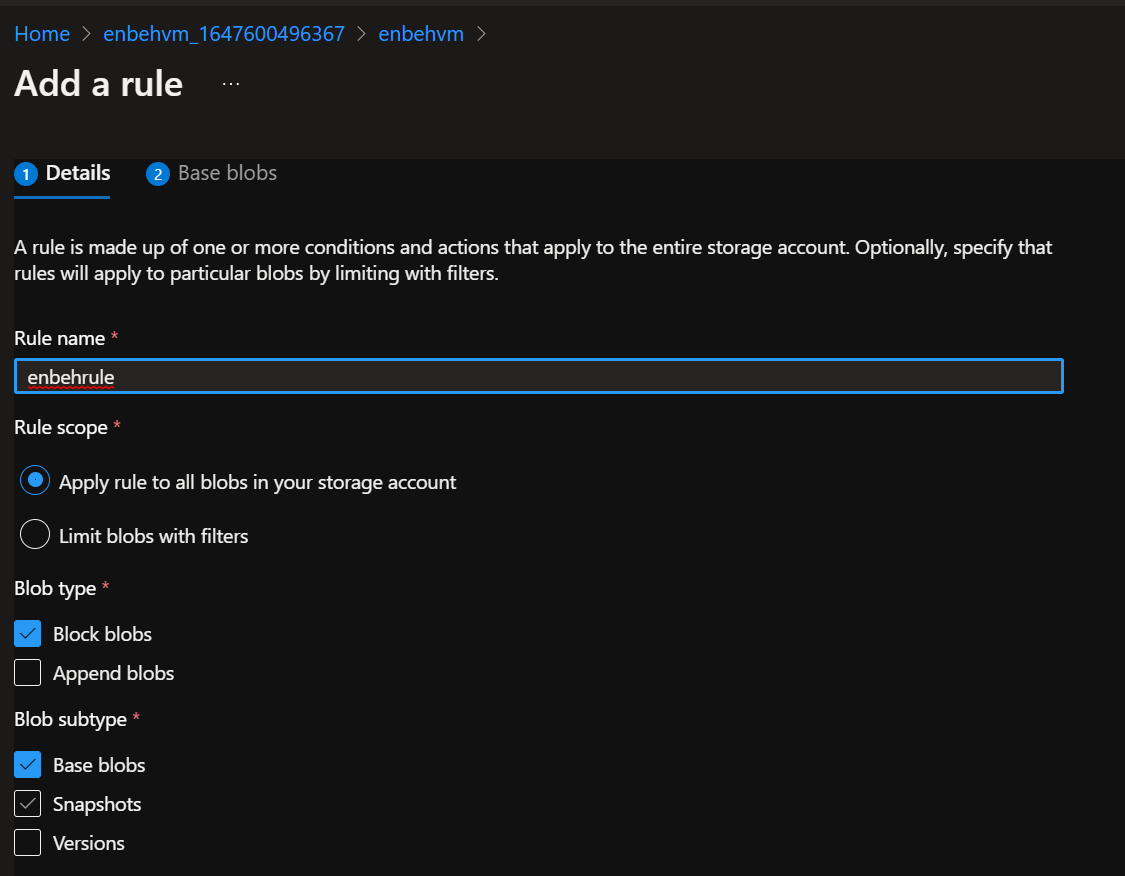 Home > enbehvm_1647600496367 > enbehvm >
Add a rule ...
1 Details 2 Base blobs
A rule is made up of one or more conditions and actions that apply to the entire storage account. Optionally, specify that
rules will apply to particular blobs by limiting with filters.
Rule name *
enbehrule
Rule scope *
Apply rule to all blobs in your storage account
Limit blobs with filters
Blob type *
Block blobs
Append blobs
Blob subtype *
Base blobs
Snapshots
Versions